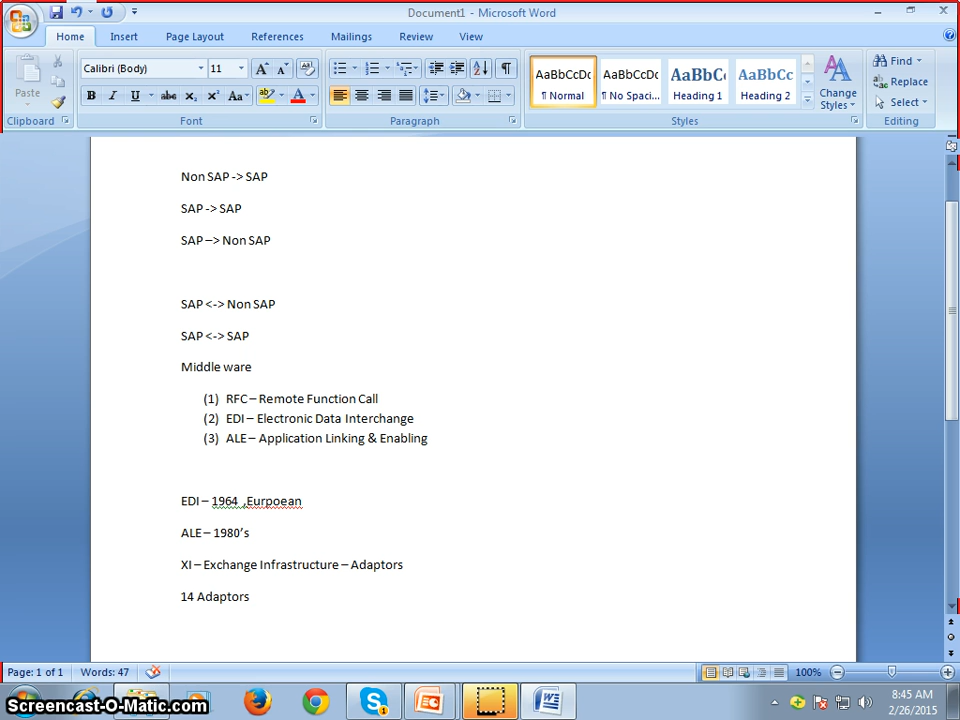 Document1 - Microsoft Word
Home Insert Page Layout References Mailings Review View
Calibri (Body) 11
AaBbCcDc AaBbCcDc AaBbCc AaBbCc
Paste
¶ Normal ¶ No Spaci... Heading 1 Heading 2
Change Styles
Find
Replace
Select
Clipboard Font Paragraph Styles Editing
Non SAP -> SAP
SAP -> SAP
SAP –> Non SAP
SAP <-> Non SAP
SAP <-> SAP
Middle ware
(1) RFC – Remote Function Call
(2) EDI – Electronic Data Interchange
(3) ALE – Application Linking & Enabling
EDI – 1964 ,Eurpoean
ALE – 1980's
XI – Exchange Infrastructure – Adaptors
14 Adaptors
Page: 1 of 1 Words: 47 100%
Screencast-O-Matic.com
8:45 AM
2/26/2015